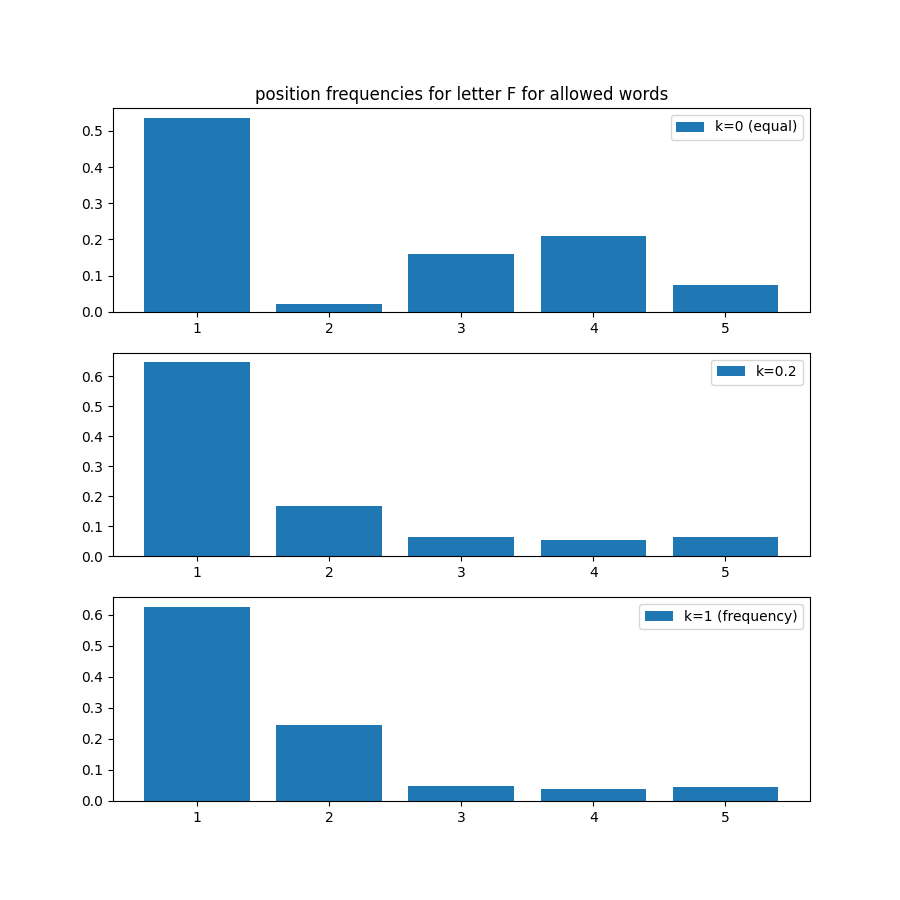 position frequencies for letter F for allowed words
k=0 (equal)
0.5
0.4
0.3
0.2
0.1
0.0
1 2 3 4 5
k=0.2
0.6
0.5
0.4
0.3
0.2
0.1
0.0
1 2 3 4 5
k=1 (frequency)
0.6
0.5
0.4
0.3
0.2
0.1
0.0
1 2 3 4 5